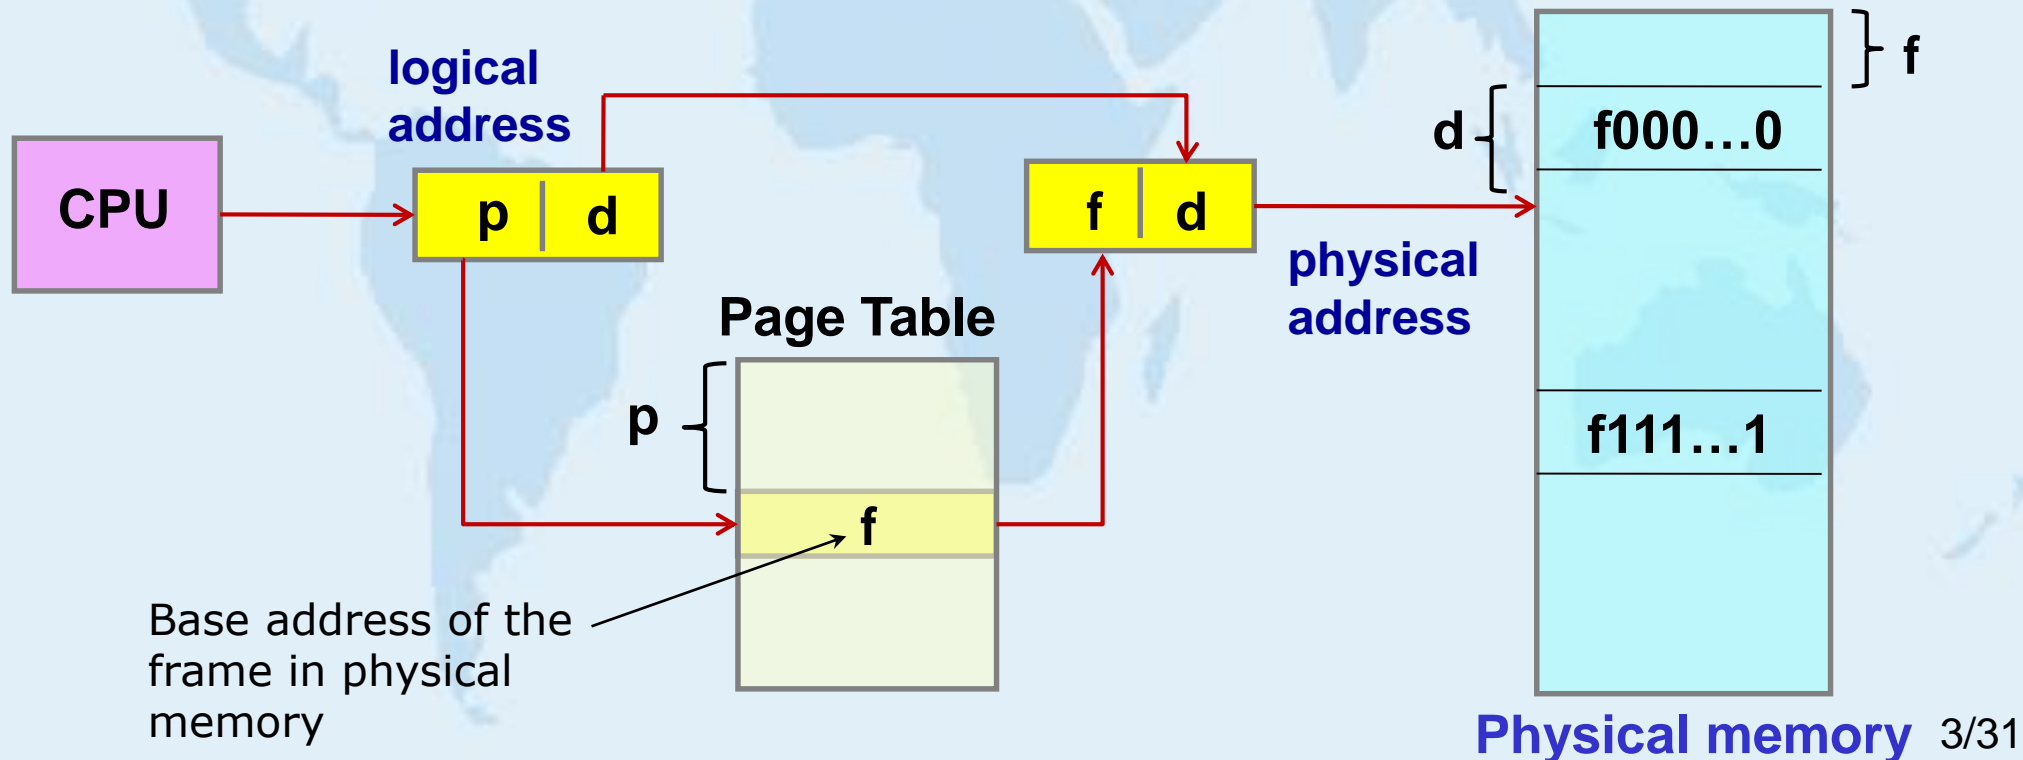 logical
address
CPU
p d
f d
physical
address
f
d
f000…0
f111…1
Page Table
p
f
Base address of the
frame in physical
memory
Physical memory
3/31